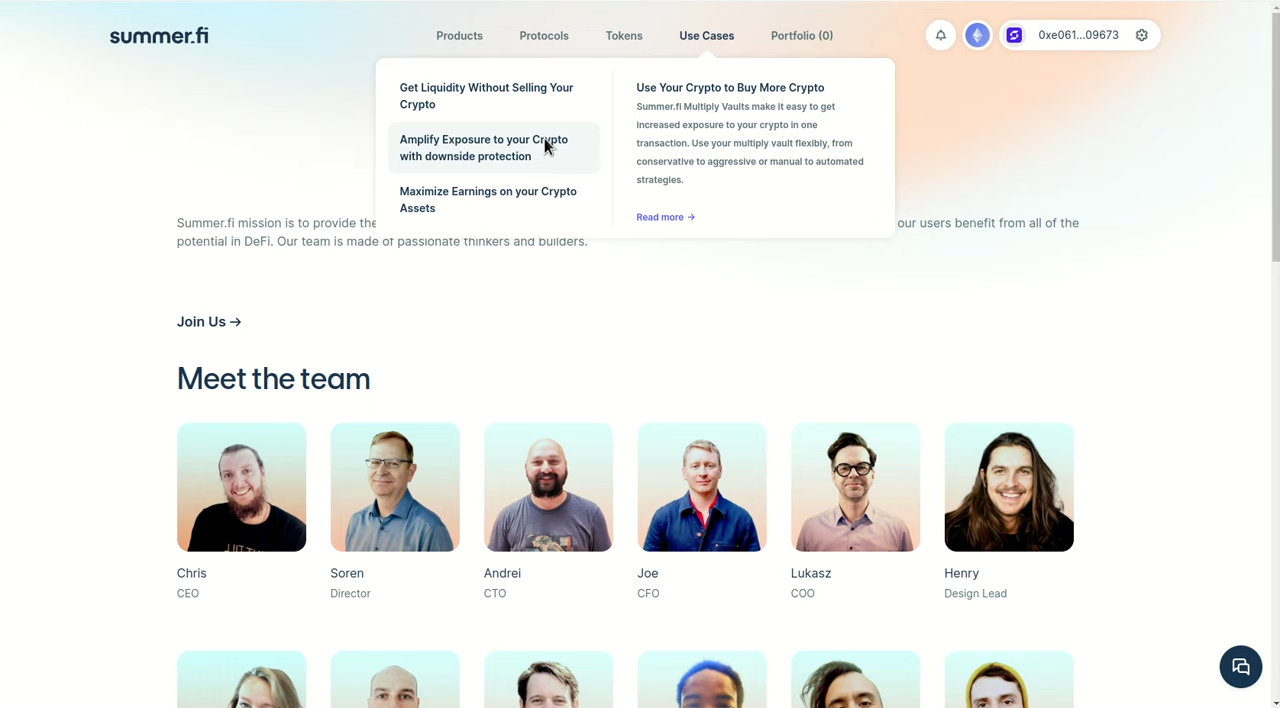 summer.fi
Products
Protocols
Tokens
Use Cases
Portfolio (0)
0xe061...09673
Get Liquidity Without Selling Your
Crypto
Amplify Exposure to your Crypto
with downside protection
Maximize Earnings on your Crypto
Assets
Use Your Crypto to Buy More Crypto
Summer.fi Multiply Vaults make it easy to get
increased exposure to your crypto in one
transaction. Use your multiply vault flexibly, from
conservative to aggressive or manual to automated
strategies.
Read more →
Summer.fi mission is to provide the our users benefit from all of the
potential in DeFi. Our team is made of passionate thinkers and builders.
Join Us →
Meet the team
Chris
CEO
Soren
Director
Andrei
CTO
Joe
CFO
Lukasz
COO
Henry
Design Lead